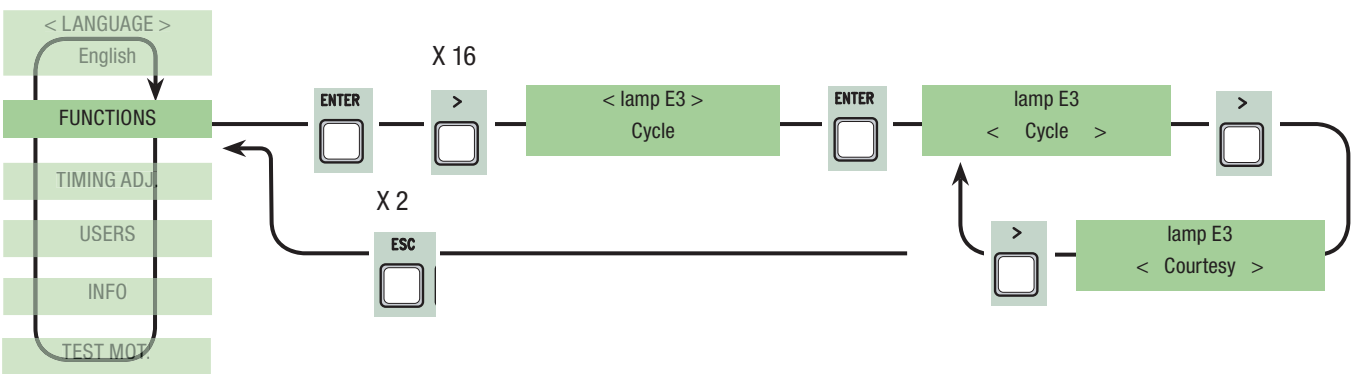 < LANGUAGE >
English
FUNCTIONS
TIMING ADJ.
USERS
INFO
TEST MOT.
ENTER
X 16
>
< lamp E3 >
Cycle
ENTER
lamp E3
< Cycle >
>
lamp E3
< Courtesy >
>
X 2
ESC